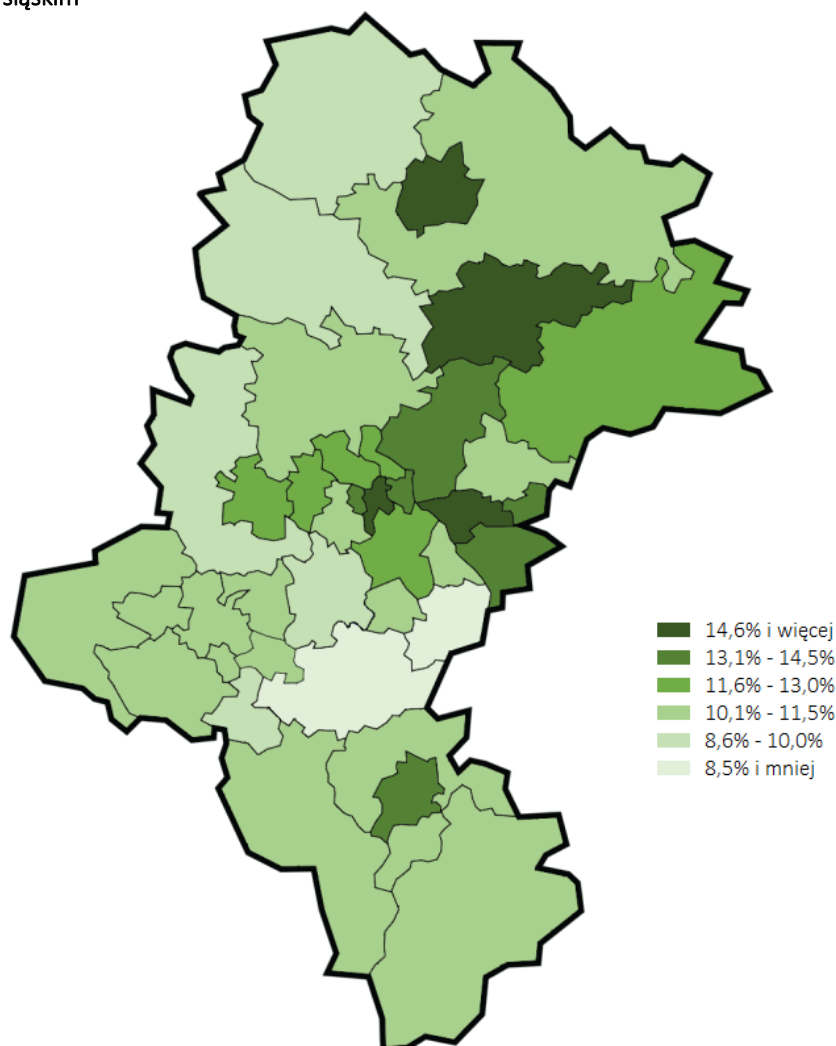 śląskim
14,6% i więcej
13,1% - 14,5%
11,6% - 13,0%
10,1% - 11,5%
8,6% - 10,0%
8,5% i mniej